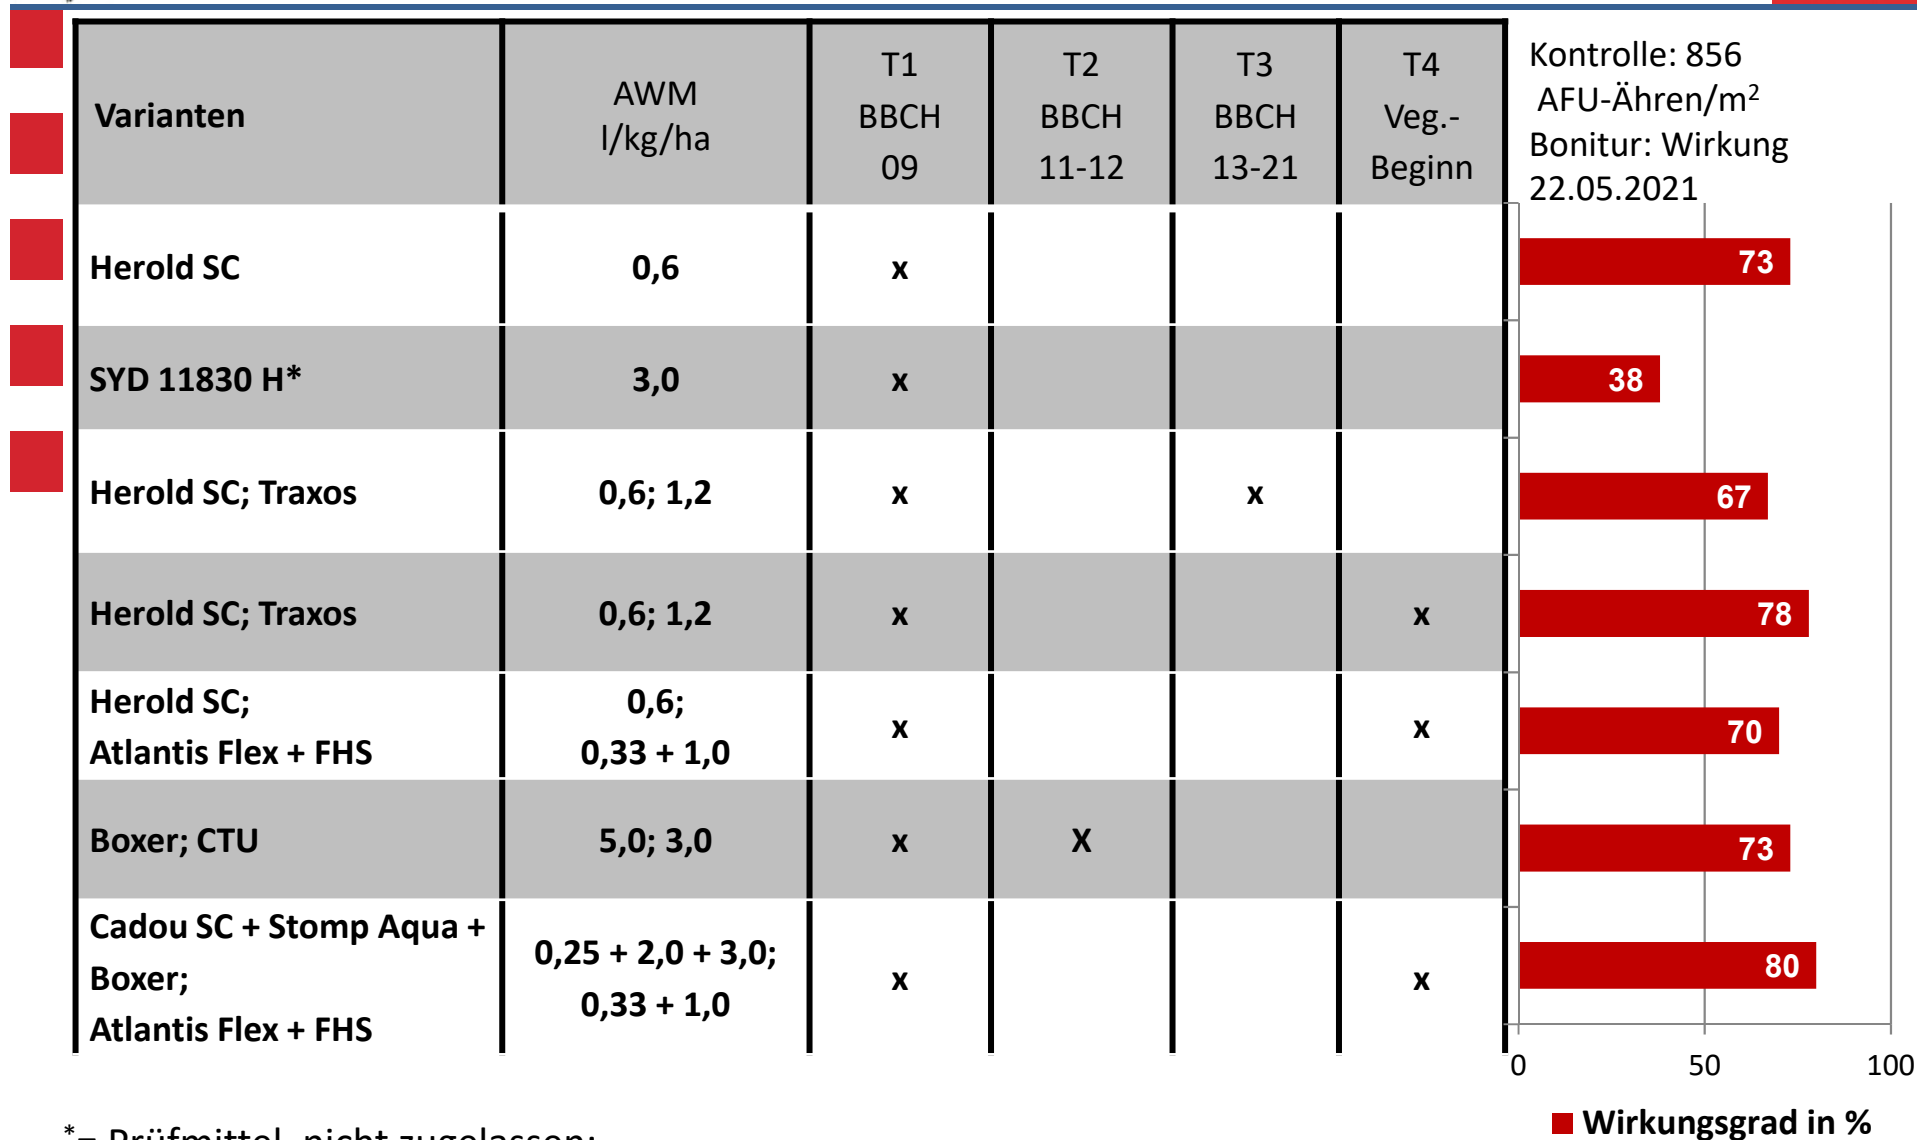 Varianten
AWM
l/kg/ha
T1
BBCH
09
T2
BBCH
11-12
T3
BBCH
13-21
T4
Veg.-
Beginn
Kontrolle: 856
AFU-Ähren/m²
Bonitur: Wirkung
22.05.2021
Herold SC
0,6
x
73
SYD 11830 H*
3,0
x
38
Herold SC; Traxos
0,6; 1,2
x
x
67
Herold SC; Traxos
0,6; 1,2
x
x
78
Herold SC;
Atlantis Flex + FHS
0,6;
0,33 + 1,0
x
x
70
Boxer; CTU
5,0; 3,0
x
X
73
Cadou SC + Stomp Aqua +
Boxer;
Atlantis Flex + FHS
0,25 + 2,0 + 3,0;
0,33 + 1,0
x
x
80
0
50
100
Wirkungsgrad in %
*= Prüfmittel, nicht zugelassen;